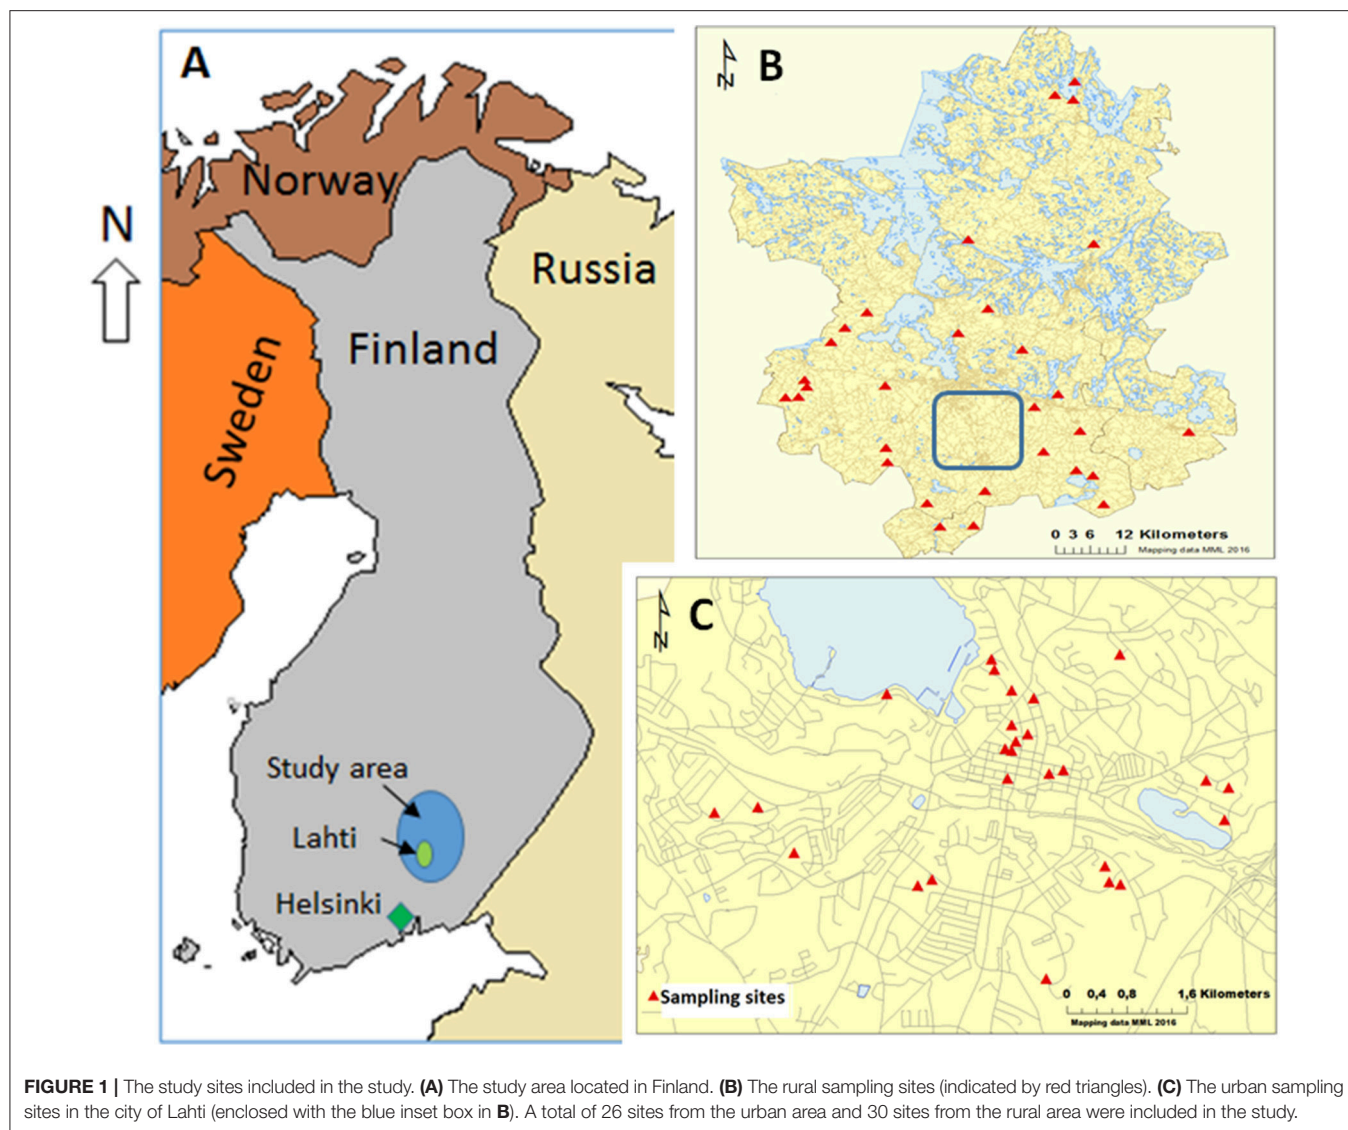 A
N
Norway
Russia
Finland
Sweden
Study area
Lahti
Helsinki
B
N
0 3 6 12 Kilometers
Mapping data MML 2016
C
N
Sampling sites
0 0,4 0,8 1,6 Kilometers
Mapping data MML 2016
FIGURE 1 | The study sites included in the study. (A) The study area located in Finland. (B) The rural sampling sites (indicated by red triangles). (C) The urban sampling
sites in the city of Lahti (enclosed with the blue inset box in B). A total of 26 sites from the urban area and 30 sites from the rural area were included in the study.